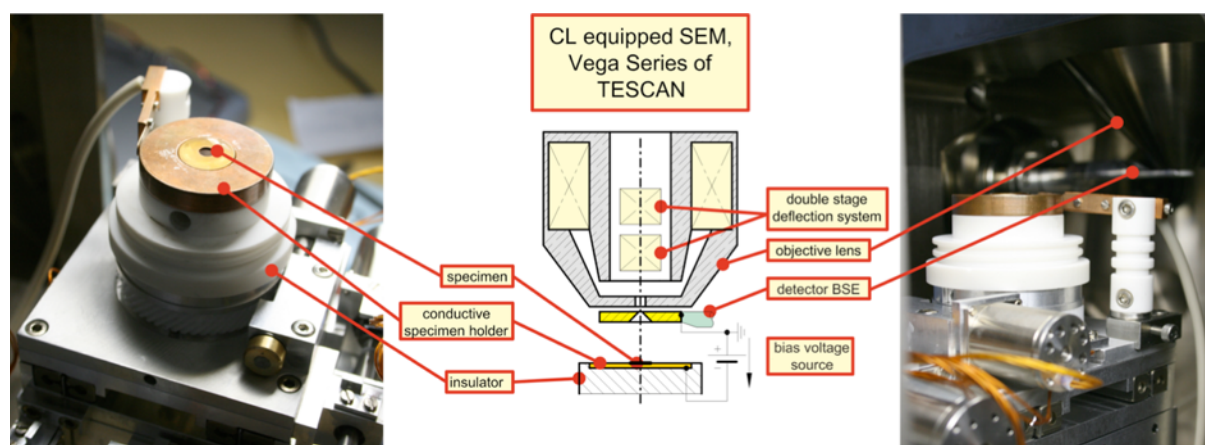 CL equipped SEM,
Vega Series of
TESCAN
double stage
deflection system
objective lens
specimen
detector BSE
conductive
specimen holder
bias voltage
source
insulator
+
−